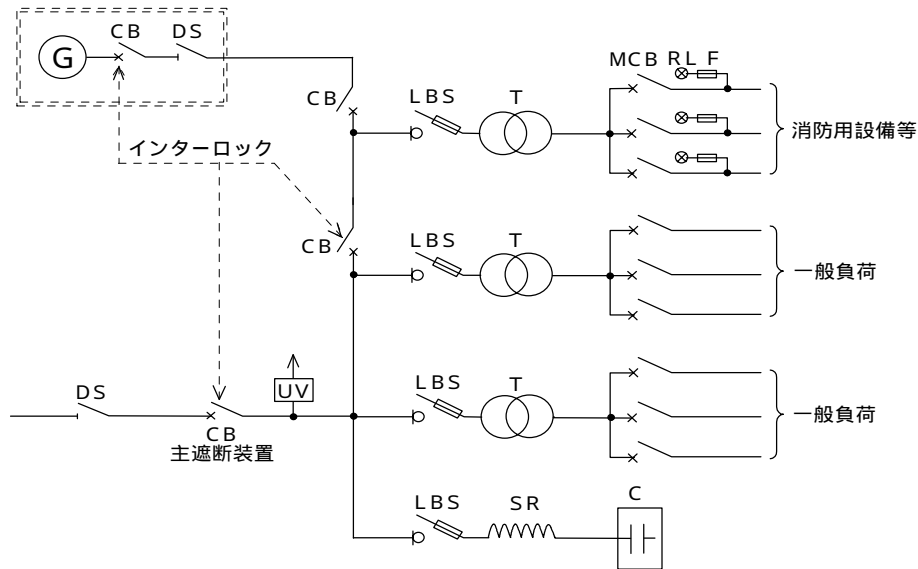 CB DS
G
CB
インターロック
LBS T MCB RL F
消防用設備等
CB
LBS T
一般負荷
DS
UV
CB
主遮断装置
LBS T
一般負荷
LBS SR C